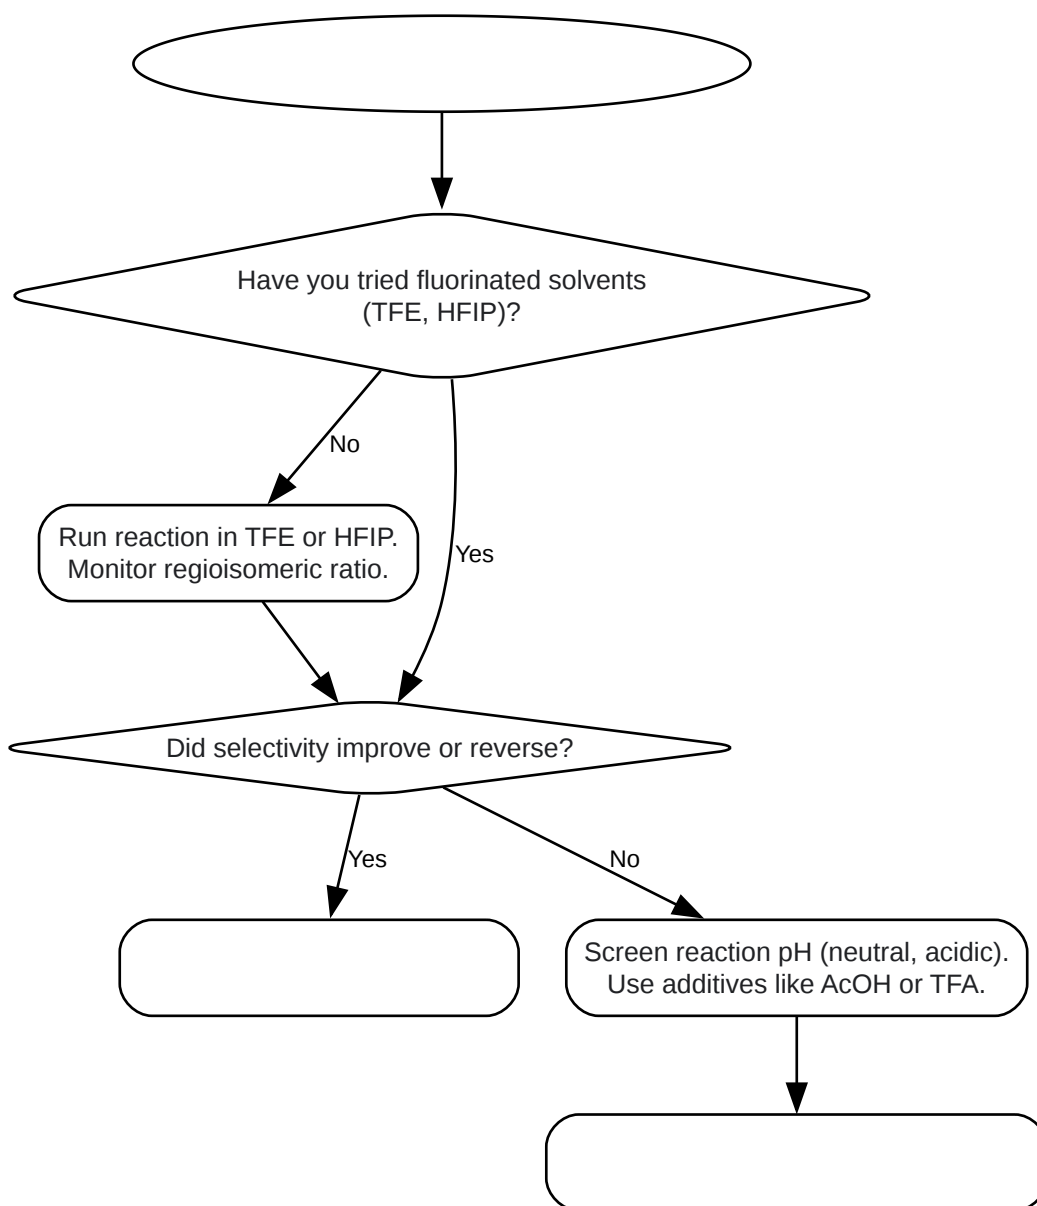 Have you tried fluorinated solvents
(TFE, HFIP)?
No
Run reaction in TFE or HFIP.
Monitor regioisomeric ratio.
Yes
Did selectivity improve or reverse?
Yes
No
Screen reaction pH (neutral, acidic).
Use additives like AcOH or TFA.